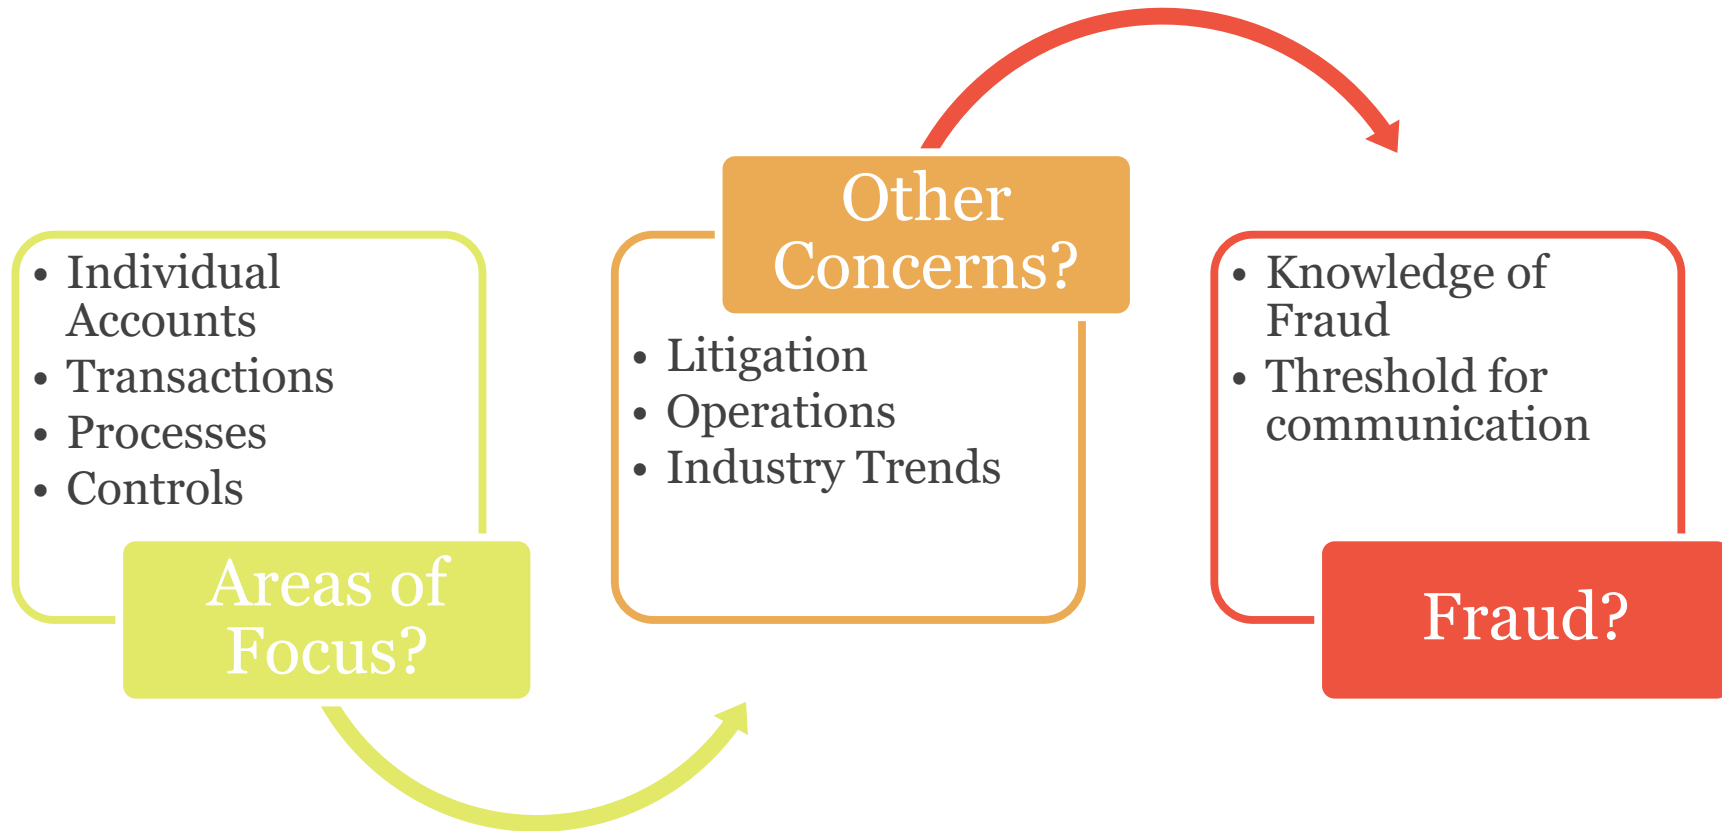 • Individual
Accounts
• Transactions
• Processes
• Controls
Areas of
Focus?
Other
Concerns?
• Litigation
• Operations
• Industry Trends
• Knowledge of
Fraud
• Threshold for
communication
Fraud?